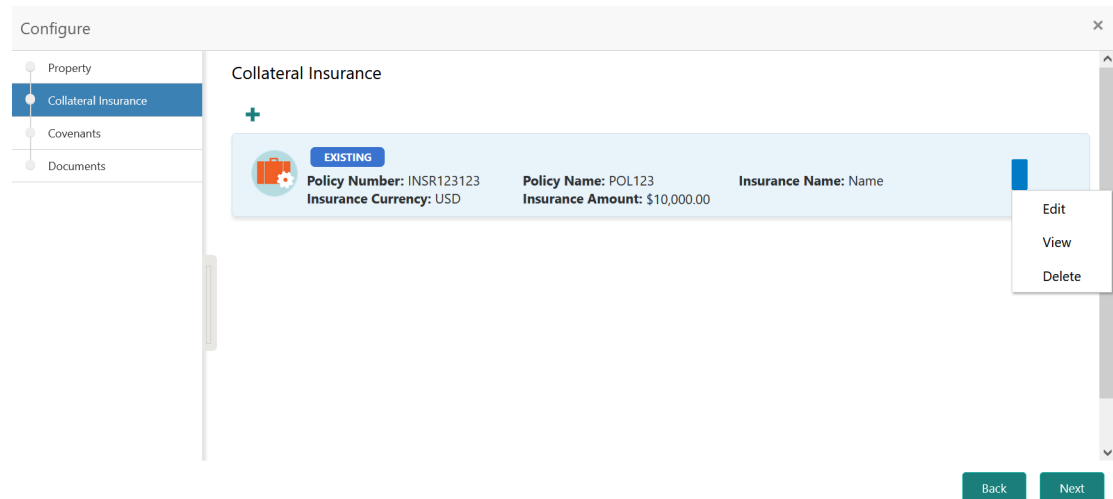 Configure
×
Property
Collateral Insurance
Covenants
Documents
Collateral Insurance
EXISTING
Policy Number: INSR123123 Policy Name: POL123 Insurance Name: Name
Insurance Currency: USD Insurance Amount: $10,000.00
Edit
View
Delete
Back Next